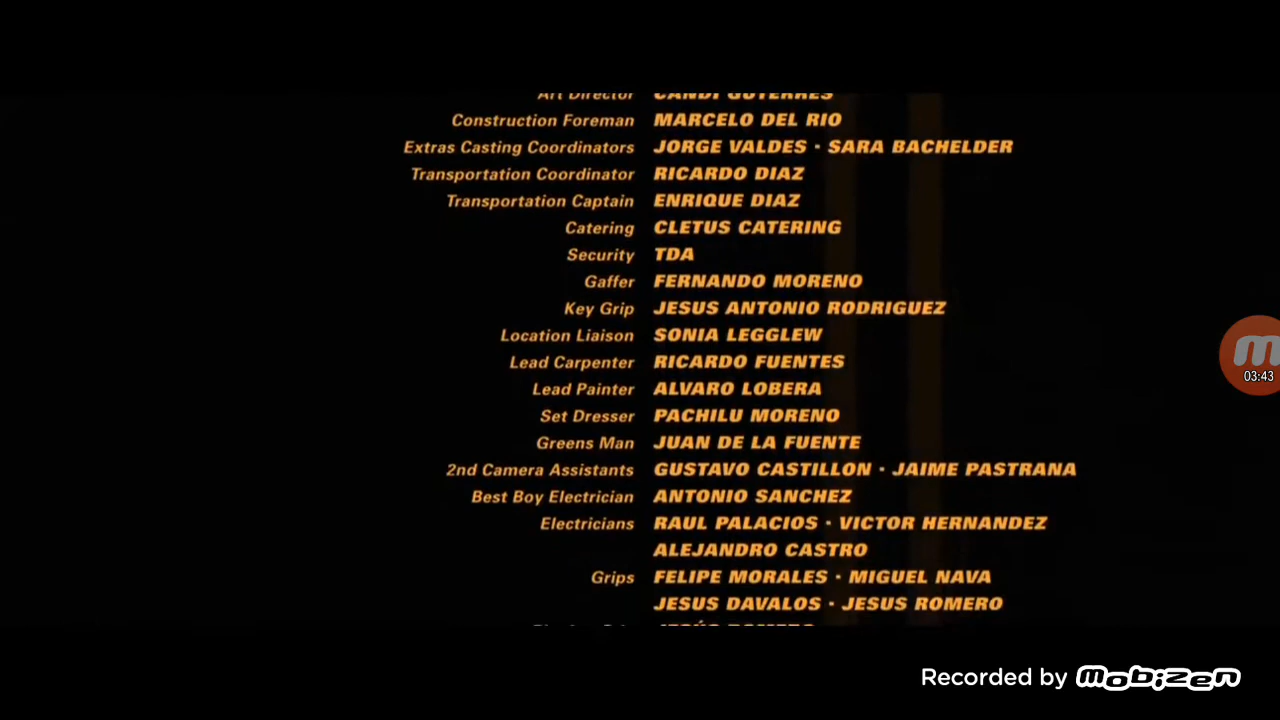 Art Director CANDI GUTERRES
Construction Foreman MARCELO DEL RIO
Extras Casting Coordinators JORGE VALDES · SARA BACHELDER
Transportation Coordinator RICARDO DIAZ
Transportation Captain ENRIQUE DIAZ
Catering CLETUS CATERING
Security TDA
Gaffer FERNANDO MORENO
Key Grip JESUS ANTONIO RODRIGUEZ
Location Liaison SONIA LEGGLEW
Lead Carpenter RICARDO FUENTES
Lead Painter ALVARO LOBERA
Set Dresser PACHILU MORENO
Greens Man JUAN DE LA FUENTE
2nd Camera Assistants GUSTAVO CASTILLON · JAIME PASTRANA
Best Boy Electrician ANTONIO SANCHEZ
Electricians RAUL PALACIOS · VICTOR HERNANDEZ
ALEJANDRO CASTRO
Grips FELIPE MORALES · MIGUEL NAVA
JESUS DAVALOS · JESUS ROMERO
03:43
Recorded by mobizen